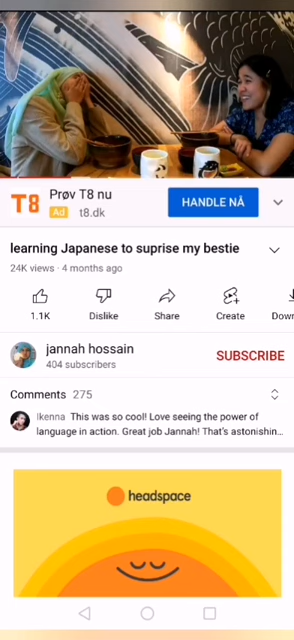 T8
Prøv T8 nu
Ad t8.dk
HANDLE NÅ
learning Japanese to suprise my bestie
24K views · 4 months ago
1.1K
Dislike
Share
Create
Down
jannah hossain
404 subscribers
SUBSCRIBE
Comments 275
Ikenna This was so cool! Love seeing the power of
language in action. Great job Jannah! That's astonishin...
headspace